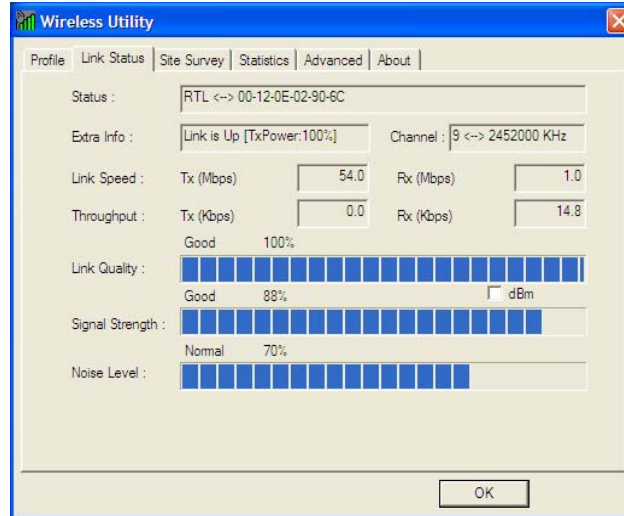 Wireless Utility
Profile Link Status Site Survey Statistics Advanced About
Status : RTL <--> 00-12-0E-02-90-6C
Extra Info : Link is Up [TxPower:100%] Channel : 9 <--> 2452000 KHz
Link Speed : Tx (Mbps) 54.0 Rx (Mbps) 1.0
Throughput : Tx (Kbps) 0.0 Rx (Kbps) 14.8
Good 100%
Link Quality :
Good 88% dBm
Signal Strength :
Normal 70%
Noise Level :
OK